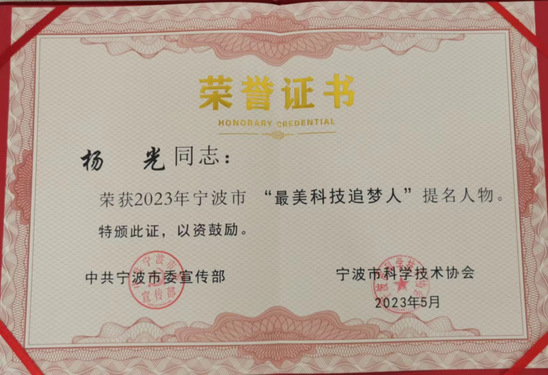 荣誉证书
HONORARY CREDENTIAL
杨 光同志：
荣获2023年宁波市“最美科技追梦人”提名人物。
特颁此证，以资鼓励。
中共宁波市委宣传部 宁波市科学技术协会
2023年5月